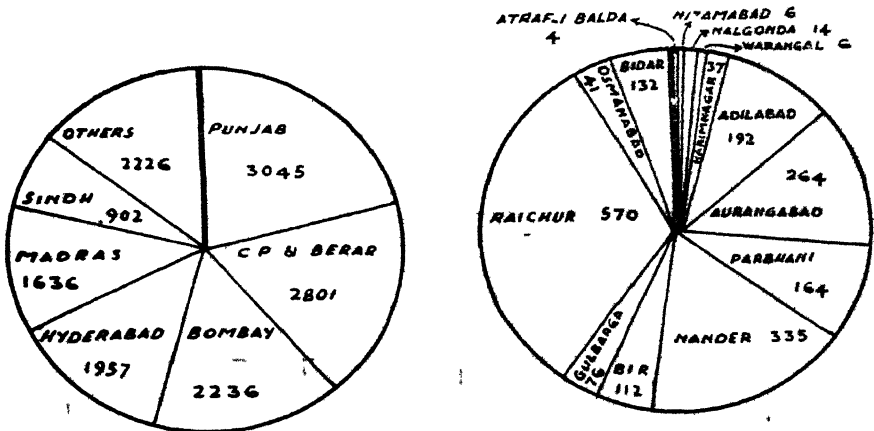 PUNJAB
3045
C P & BERAR
2801
BOMBAY
2236
HYDERABAD
1957
MADRAS
1636
SINDH
902
OTHERS
2226
ATRAF-I BALDA
4
NIZAMABAD 6
NALGONDA 14
WARANGAL 6
37
KARIMNAGAR
ADILABAD
192
264
AURANGABAD
PARBHANI
164
NANDER 335
BIR
112
GULBARGA
76
RAICHUR 570
41
OSMANABAD
BIDAR
132